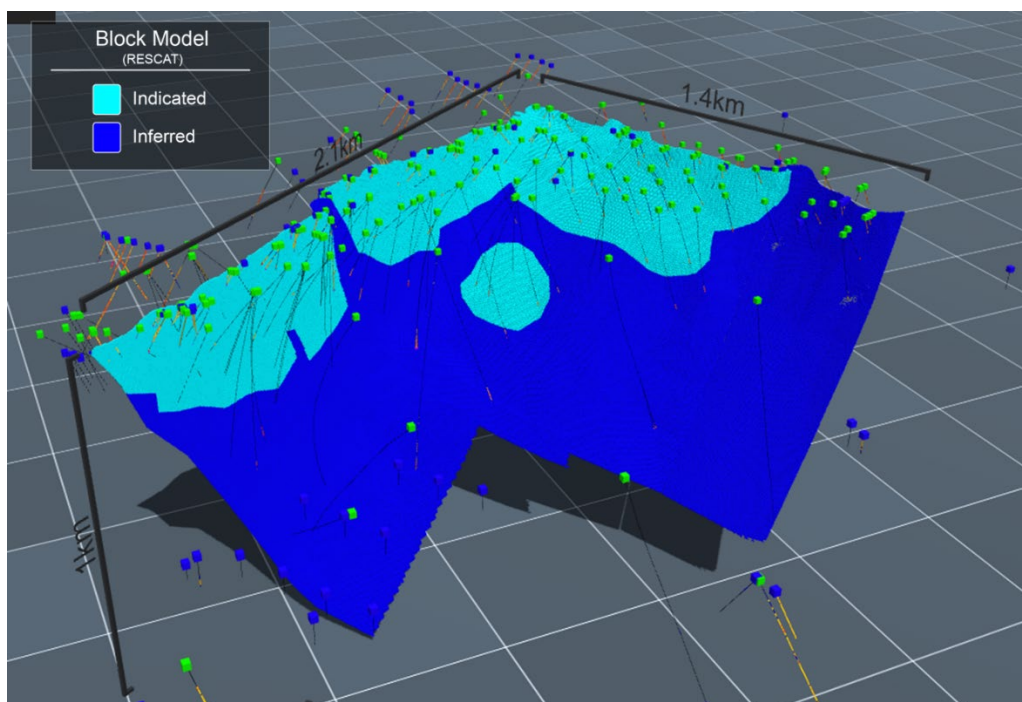 Block Model
(RESCAT)
Indicated
Inferred
2.1km
1.4km
1km